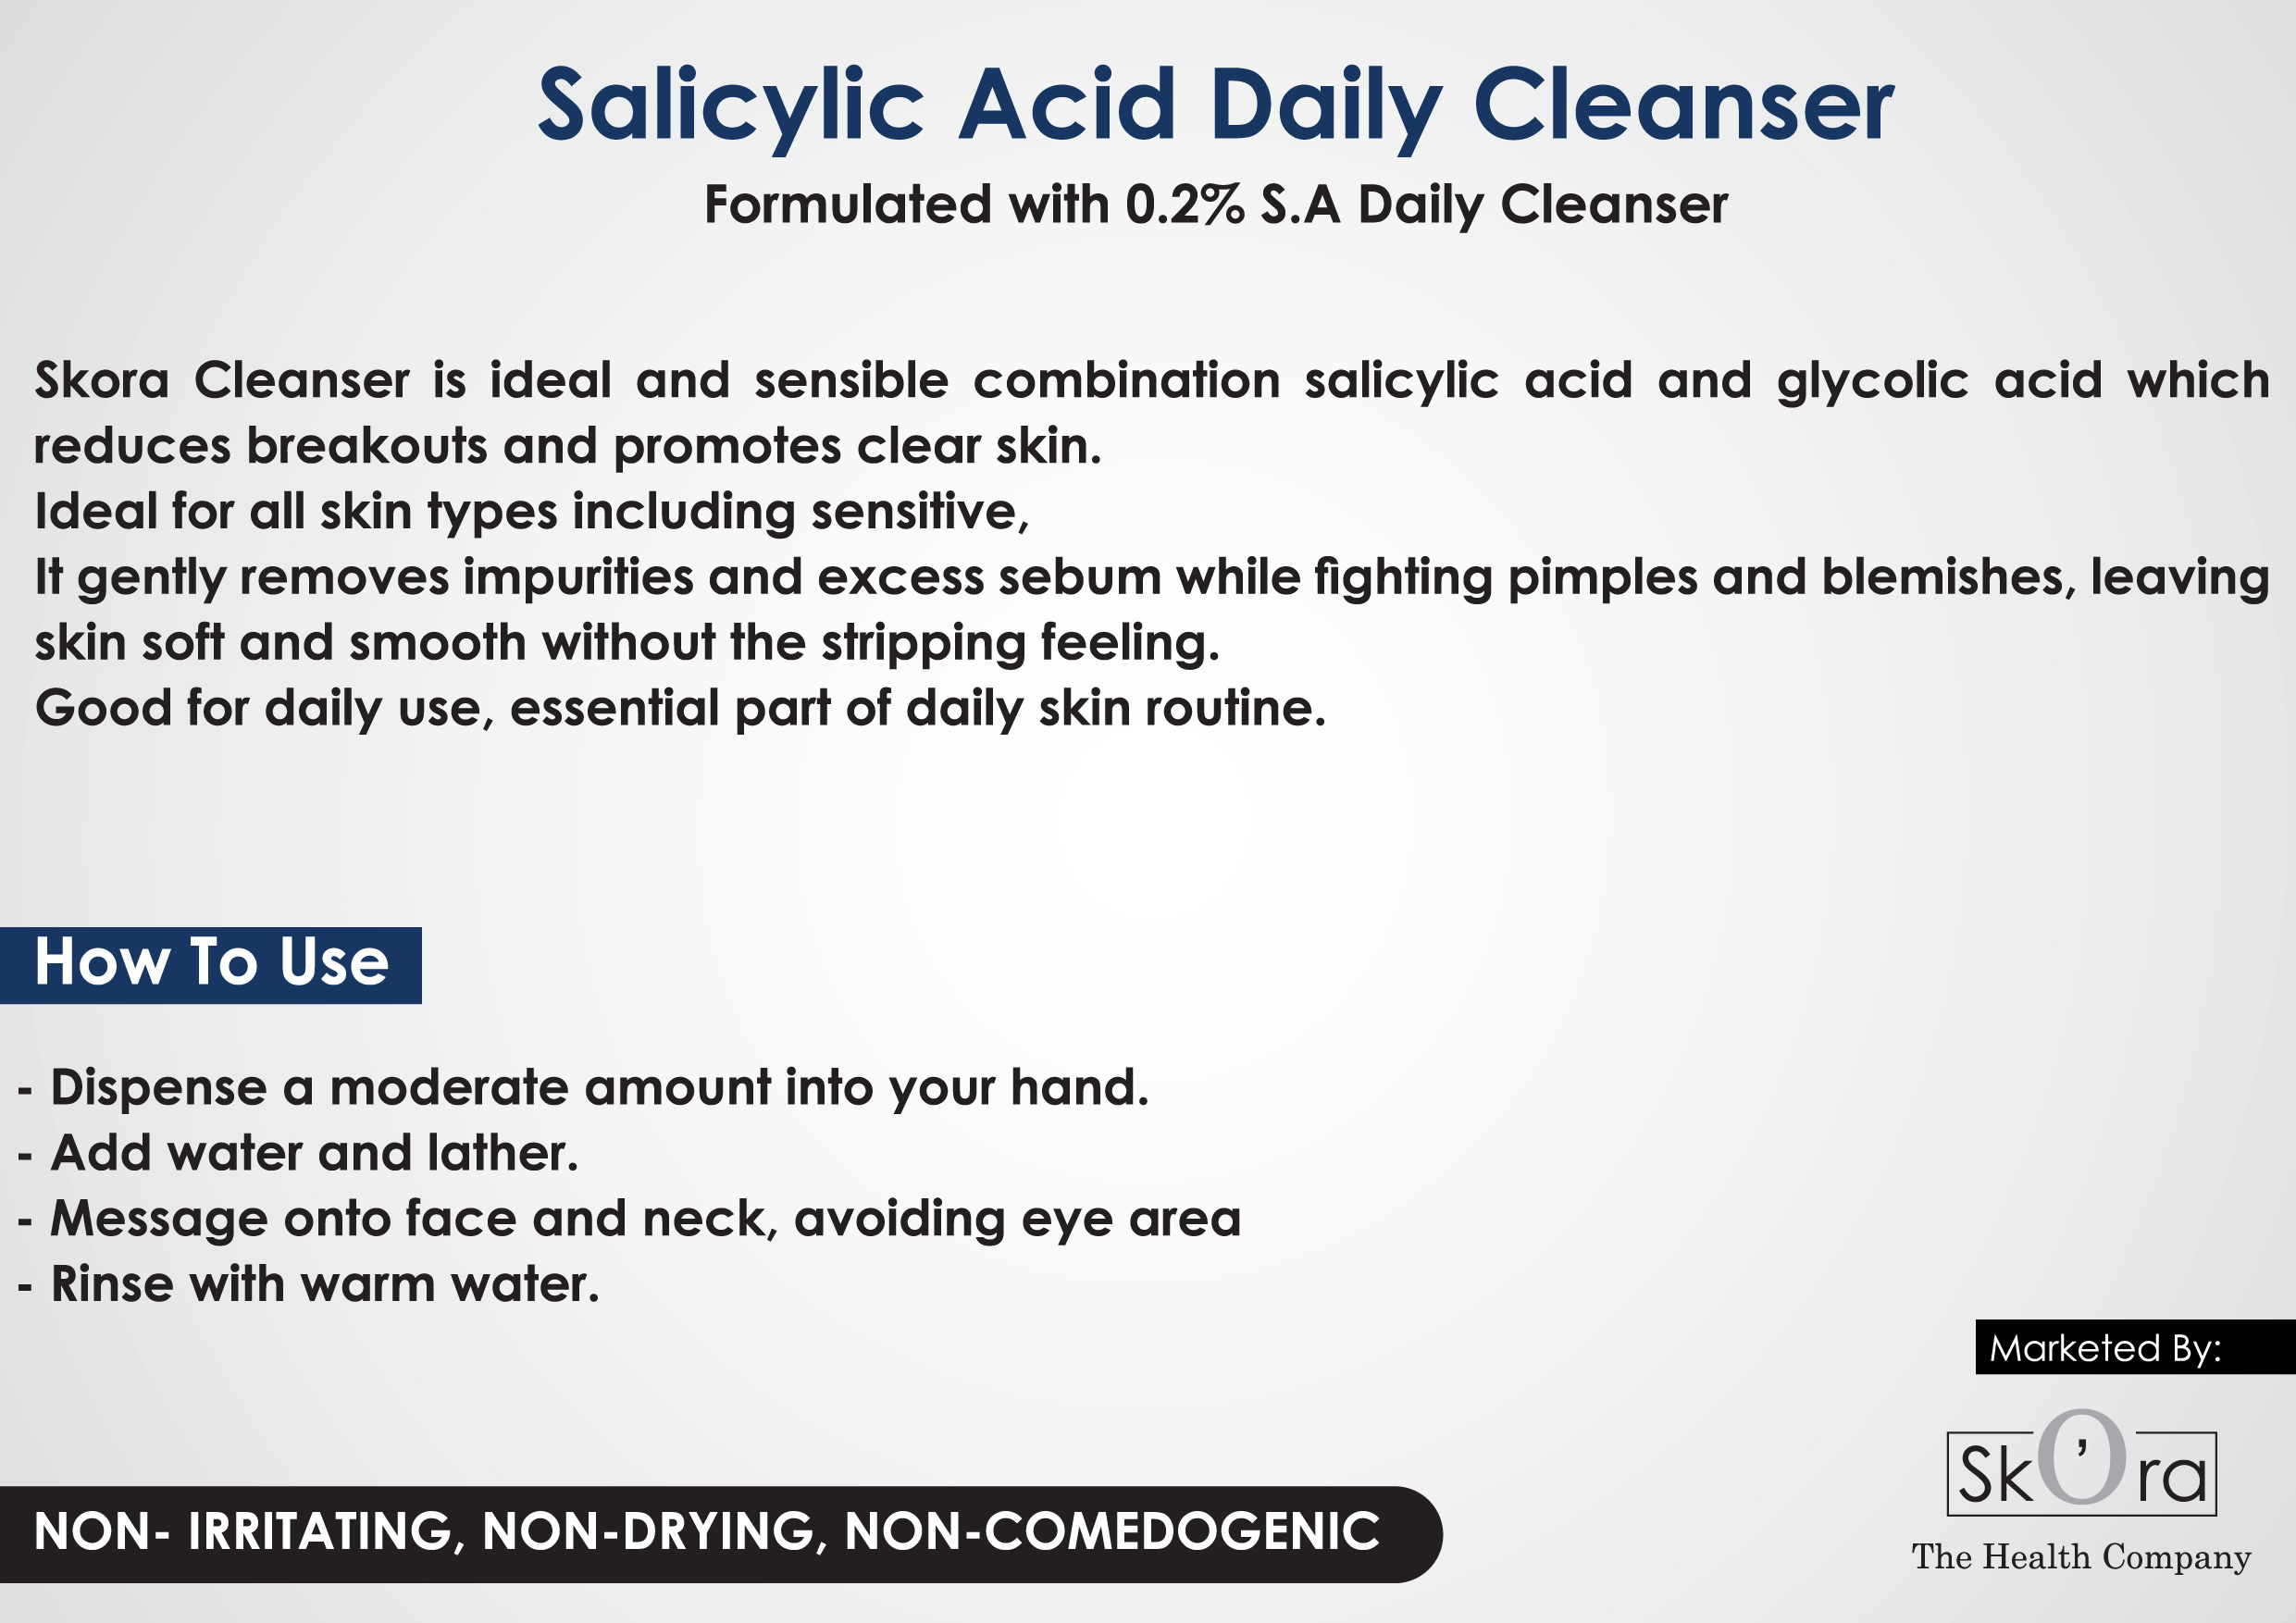 Salicylic Acid Daily Cleanser
Formulated with 0.2% S.A Daily Cleanser
Skora Cleanser is ideal and sensible combination salicylic acid and glycolic acid which
reduces breakouts and promotes clear skin.
Ideal for all skin types including sensitive,
It gently removes impurities and excess sebum while fighting pimples and blemishes, leaving
skin soft and smooth without the stripping feeling.
Good for daily use, essential part of daily skin routine.
How To Use
- Dispense a moderate amount into your hand.
- Add water and lather.
- Message onto face and neck, avoiding eye area
- Rinse with warm water.
Marketed By:
SkO'ra
The Health Company
NON- IRRITATING, NON-DRYING, NON-COMEDOGENIC